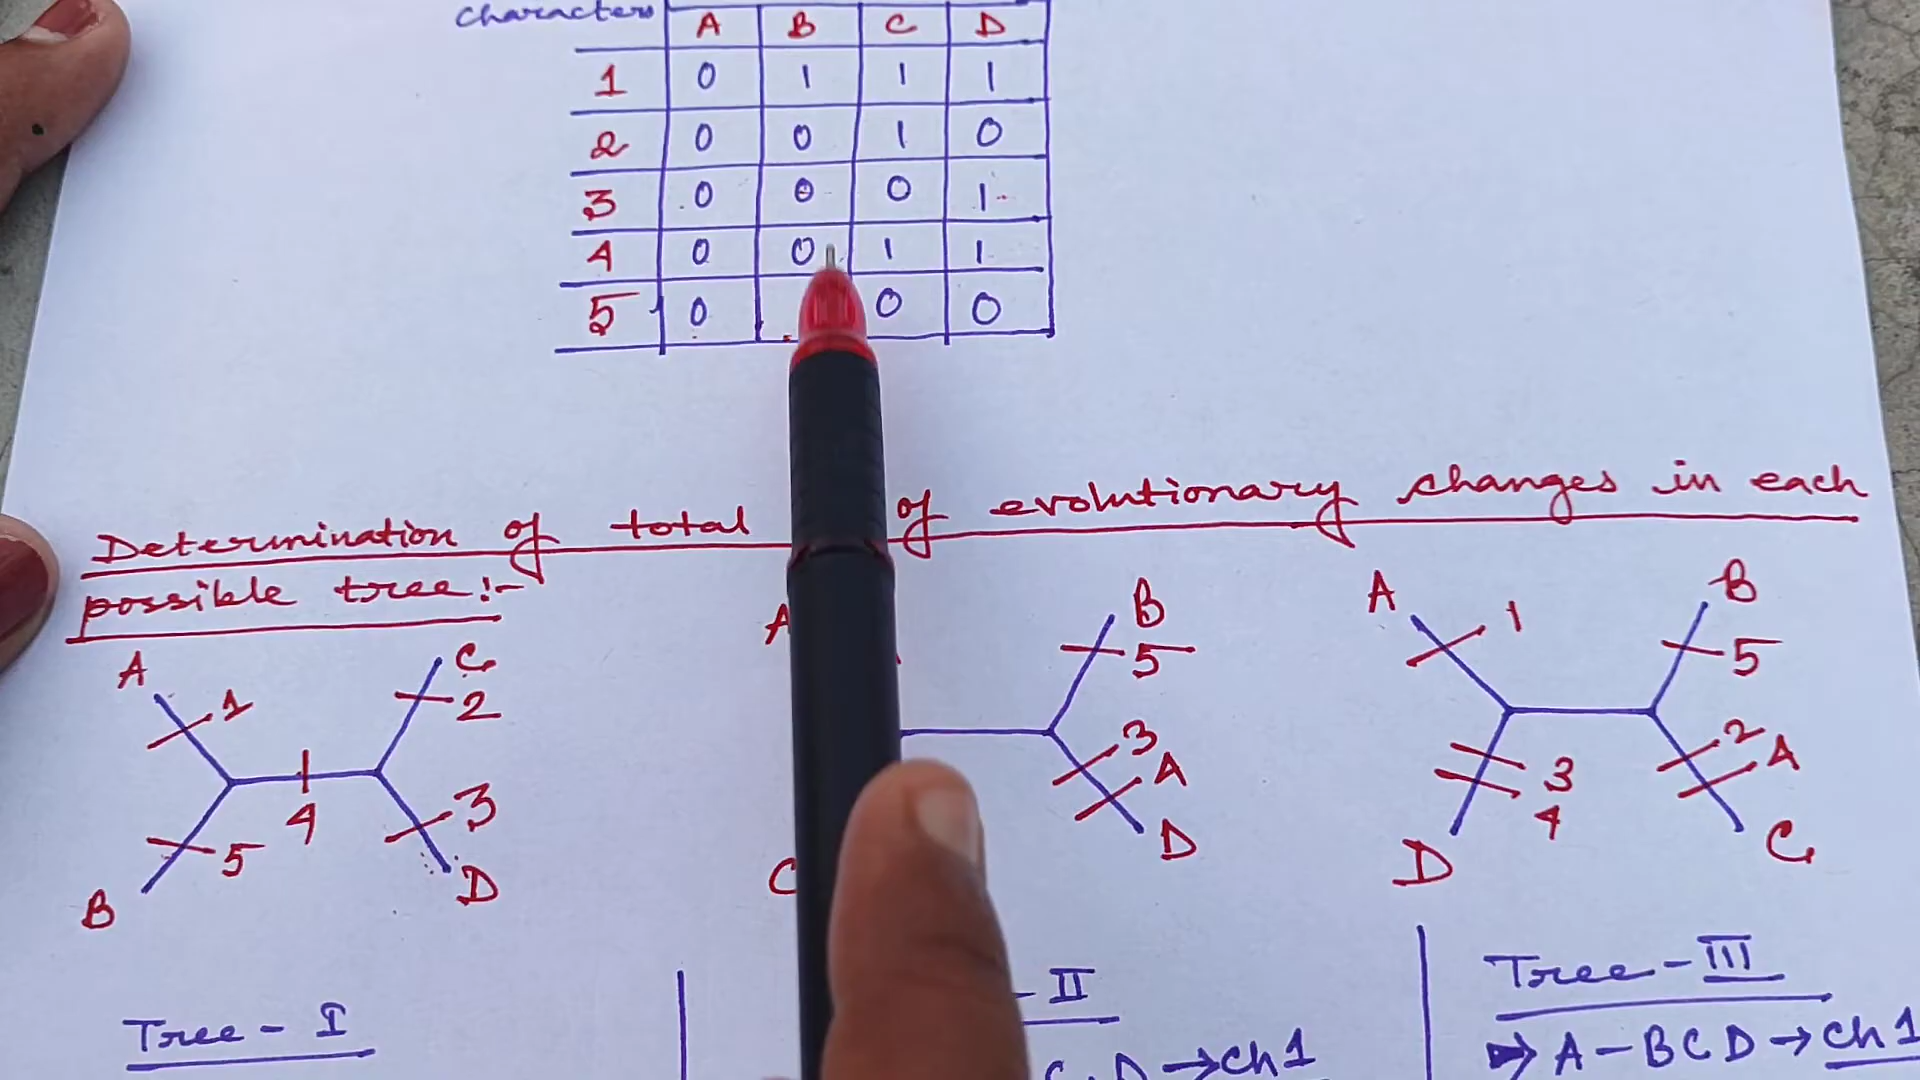 characters A B C D
1 0 1 1 1
2 0 0 1 0
3 0 0 0 1
4 0 0 1 1
5 0 0 0
Determination of total of evolutionary changes in each
possible tree:-
A 1 C 2 4 5 3 B D
A B 5 3 4 C D
A 1 B 5 2 4 3 4 D C
Tree - I
- II
C, D → Ch1
Tree - III
⇒ A - BCD → Ch1